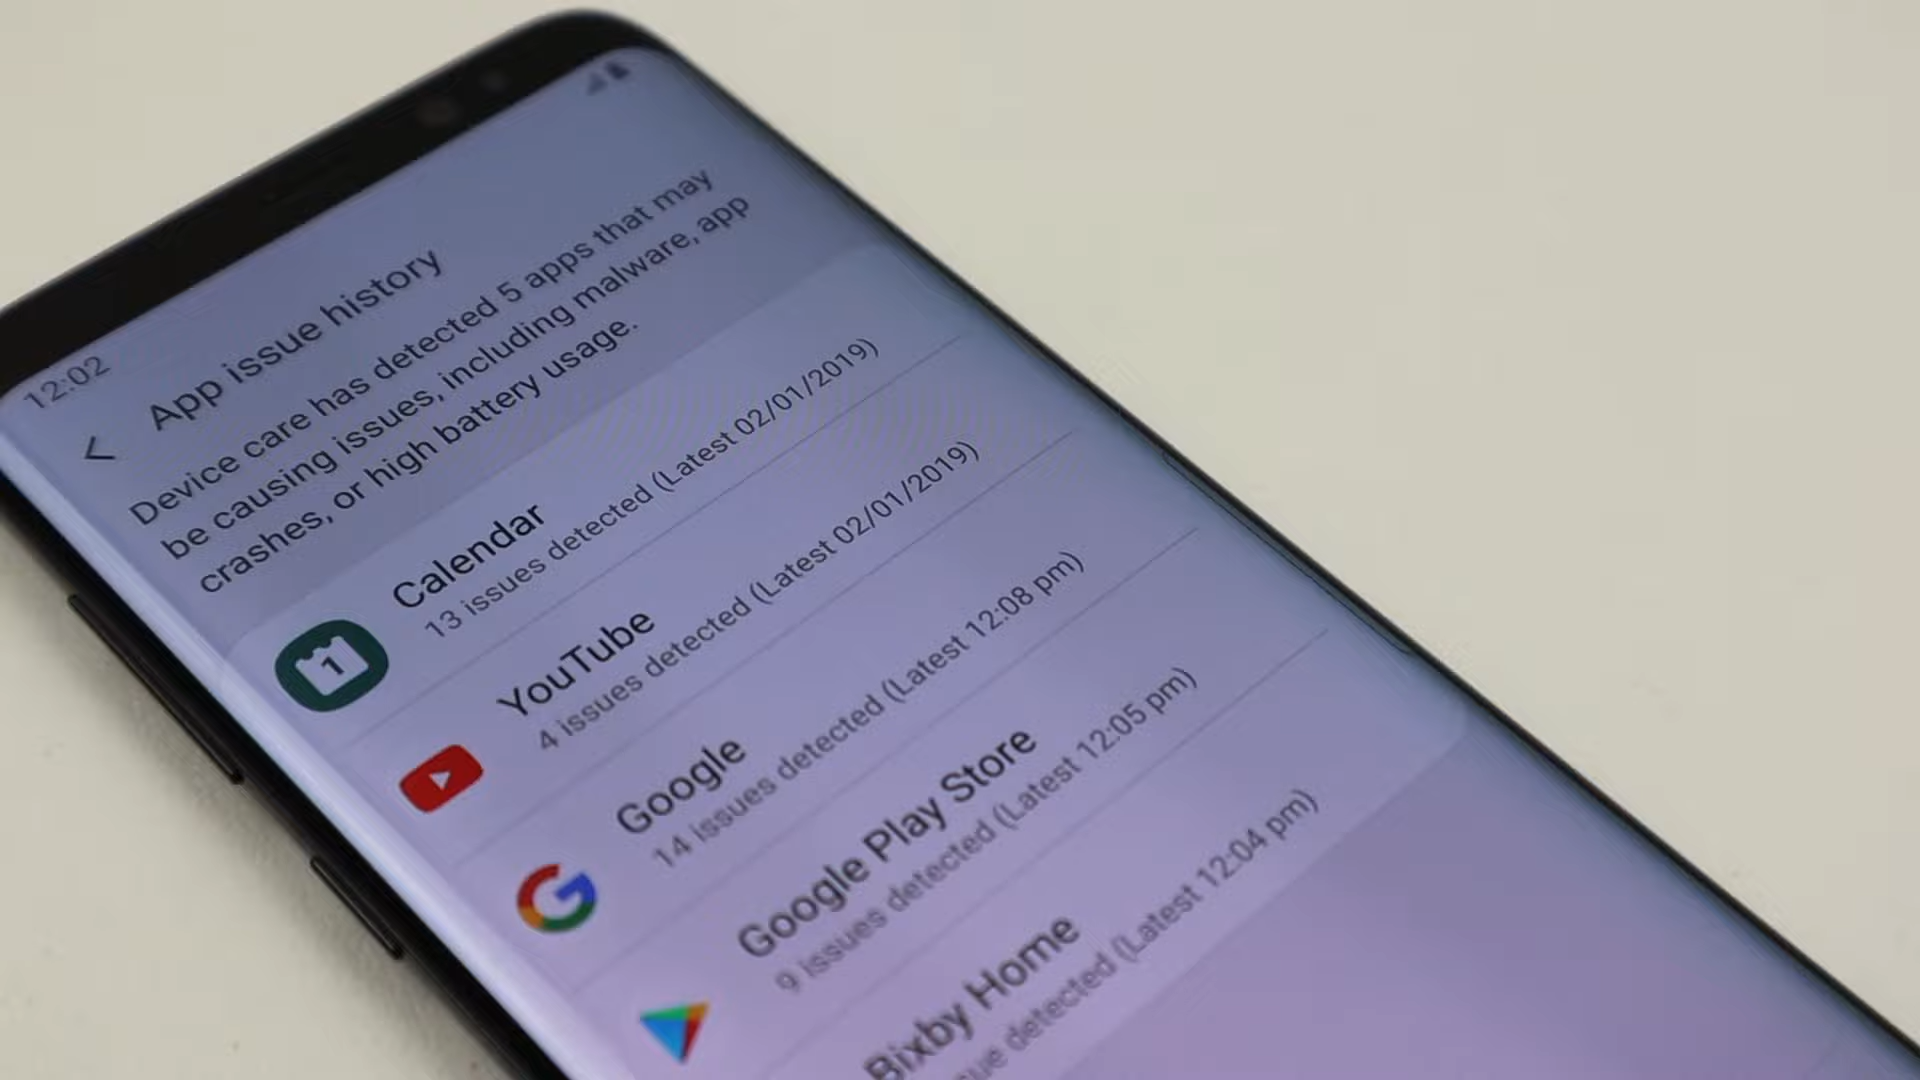 12:02
App issue history
Device care has detected 5 apps that may
be causing issues, including malware, app
crashes, or high battery usage.
Calendar
13 issues detected (Latest 02/01/2019)
1
YouTube
4 issues detected (Latest 02/01/2019)
Google
14 issues detected (Latest 12:08 pm)
G
Google Play Store
9 issues detected (Latest 12:05 pm)
Bixby Home
detected (Latest 12:04 pm)